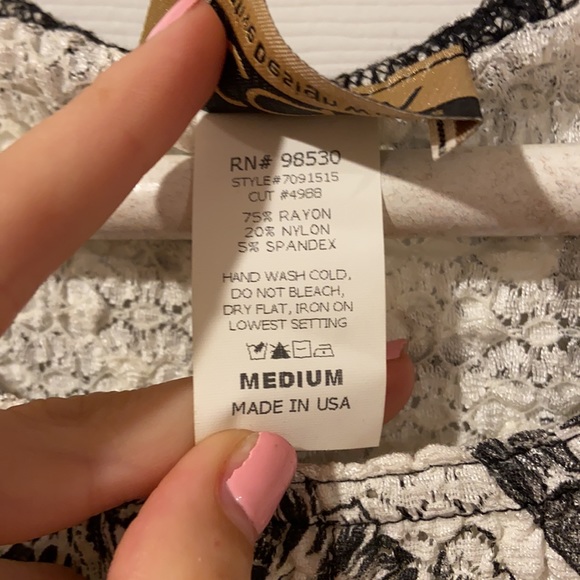 Design
RN# 98530
STYLE#7091515
CUT #4988
75% RAYON
20% NYLON
5% SPANDEX
HAND WASH COLD.
DO NOT BLEACH,
DRY FLAT, IRON ON
LOWEST SETTING
MEDIUM
MADE IN USA